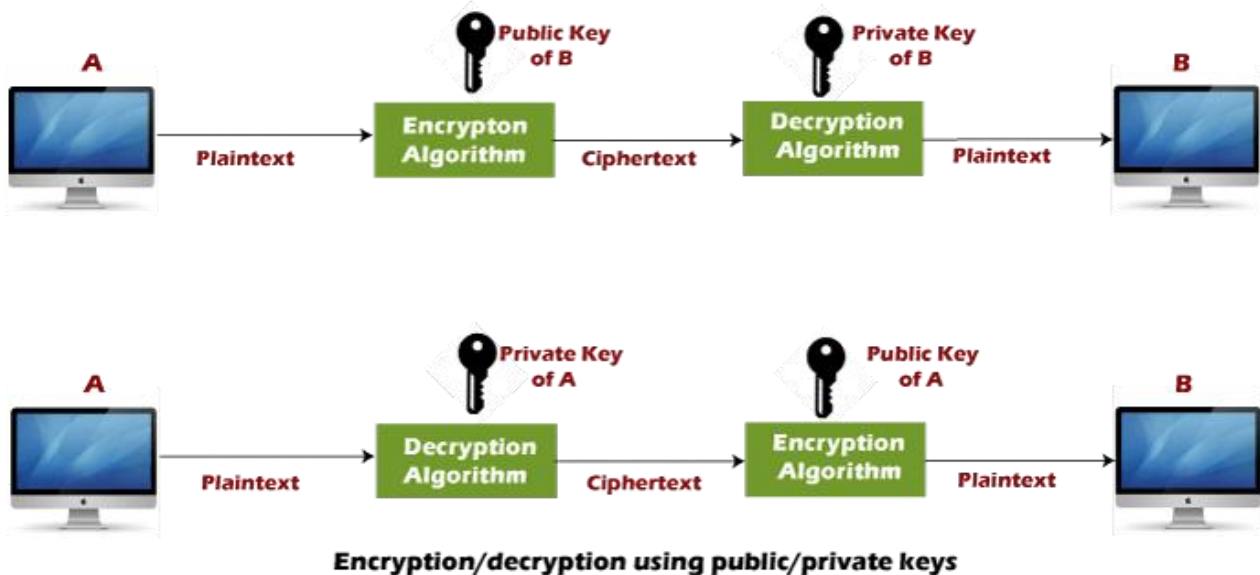 Public Key
of B
Private Key
of B
A
B
Encrypton
Algorithm
Decryption
Algorithm
Plaintext
Ciphertext
Plaintext
Private Key
of A
Public Key
of A
A
B
Decryption
Algorithm
Encryption
Algorithm
Plaintext
Ciphertext
Plaintext
Encryption/decryption using public/private keys